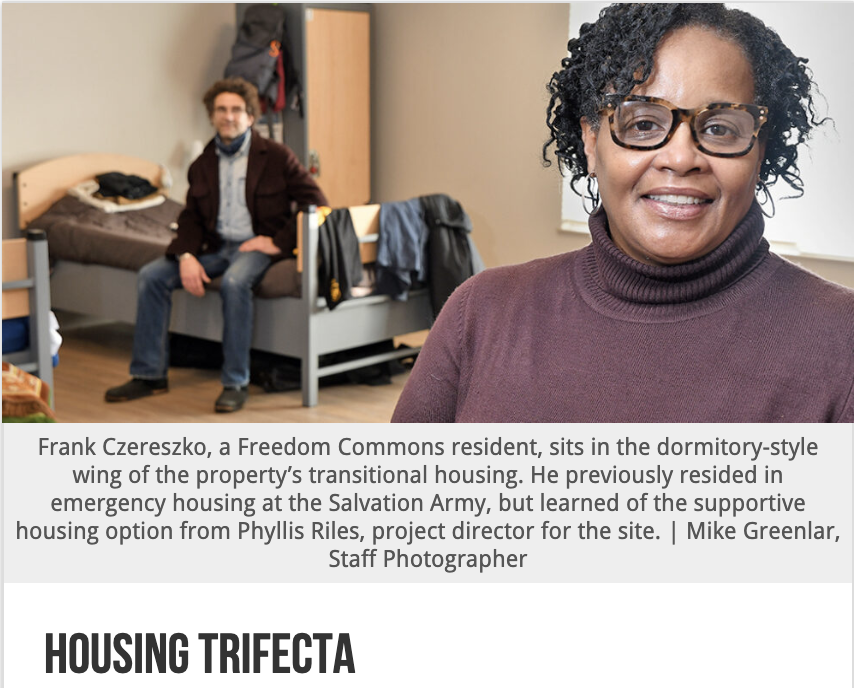 Frank Czereszko, a Freedom Commons resident, sits in the dormitory-style
wing of the property’s transitional housing. He previously resided in
emergency housing at the Salvation Army, but learned of the supportive
housing option from Phyllis Riles, project director for the site. | Mike Greenlar,
Staff Photographer
HOUSING TRIFECTA